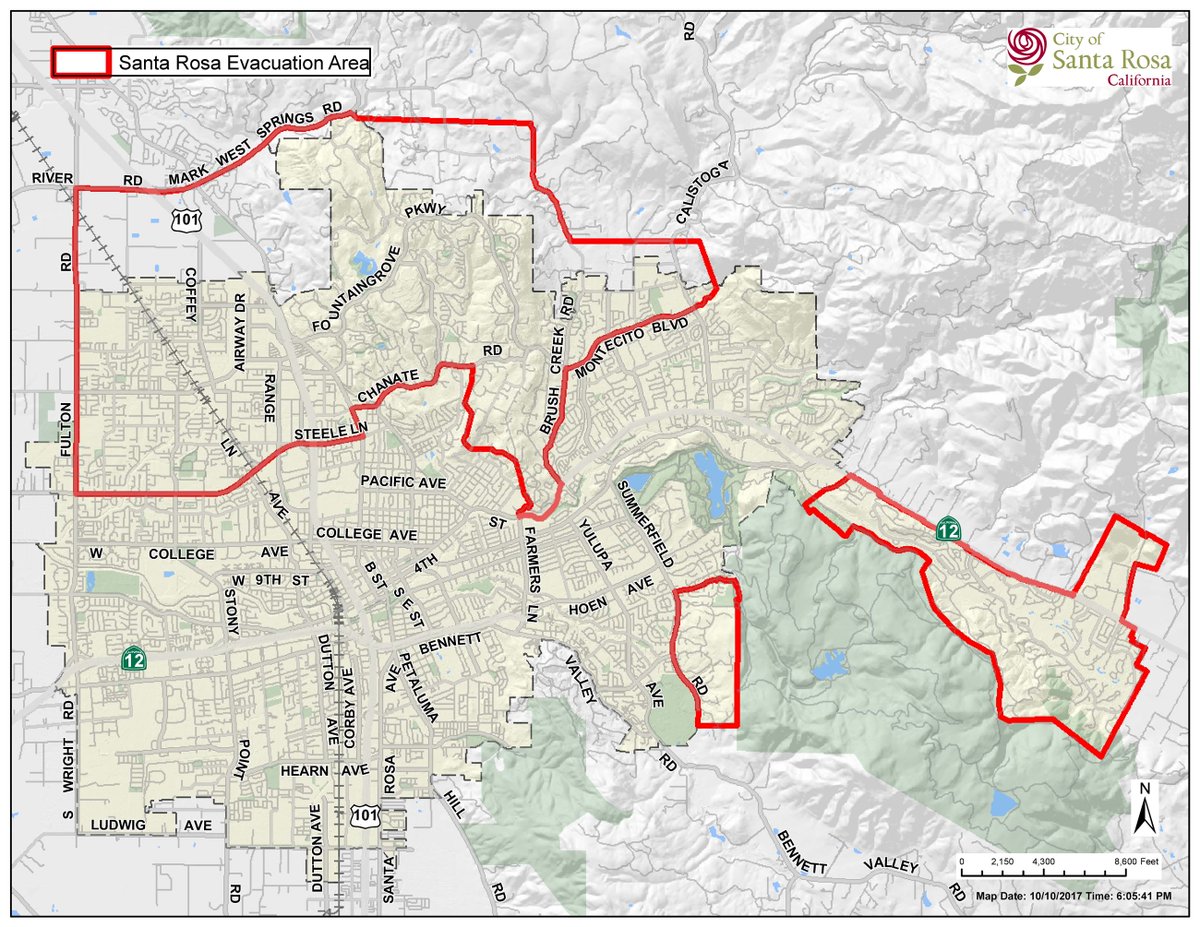 Santa Rosa Evacuation Area
City of
Santa Rosa
California
RD
MARK WEST SPRINGS RD
RIVER RD
101
CALISTOGA
RD
PKWY
FOUNTAINGROVE
COFFEY
AIRWAY DR
RANGE
BRUSH CREEK RD
MONTECITO BLVD
RD
CHANATE
FULTON
STEELE LN
LN
AVE
PACIFIC AVE
ST
SUMMERFIELD
YULUPA
12
COLLEGE AVE
W COLLEGE AVE
W 9TH ST
STONY
B ST
4TH
S E ST
FARMERS LN
HOEN AVE
12
BENNETT
VALLEY
AVE
RD
DUTTON AVE
CORBY AVE
PETALUMA
AVE
RD
S WRIGHT RD
POINT
HEARN AVE
SANTA ROSA
HILL
RD
LUDWIG AVE
101
DUTTON AVE
RD
BENNETT VALLEY RD
N
0 2,150 4,300 8,600 Feet
Map Date: 10/10/2017 Time: 6:05:41 PM